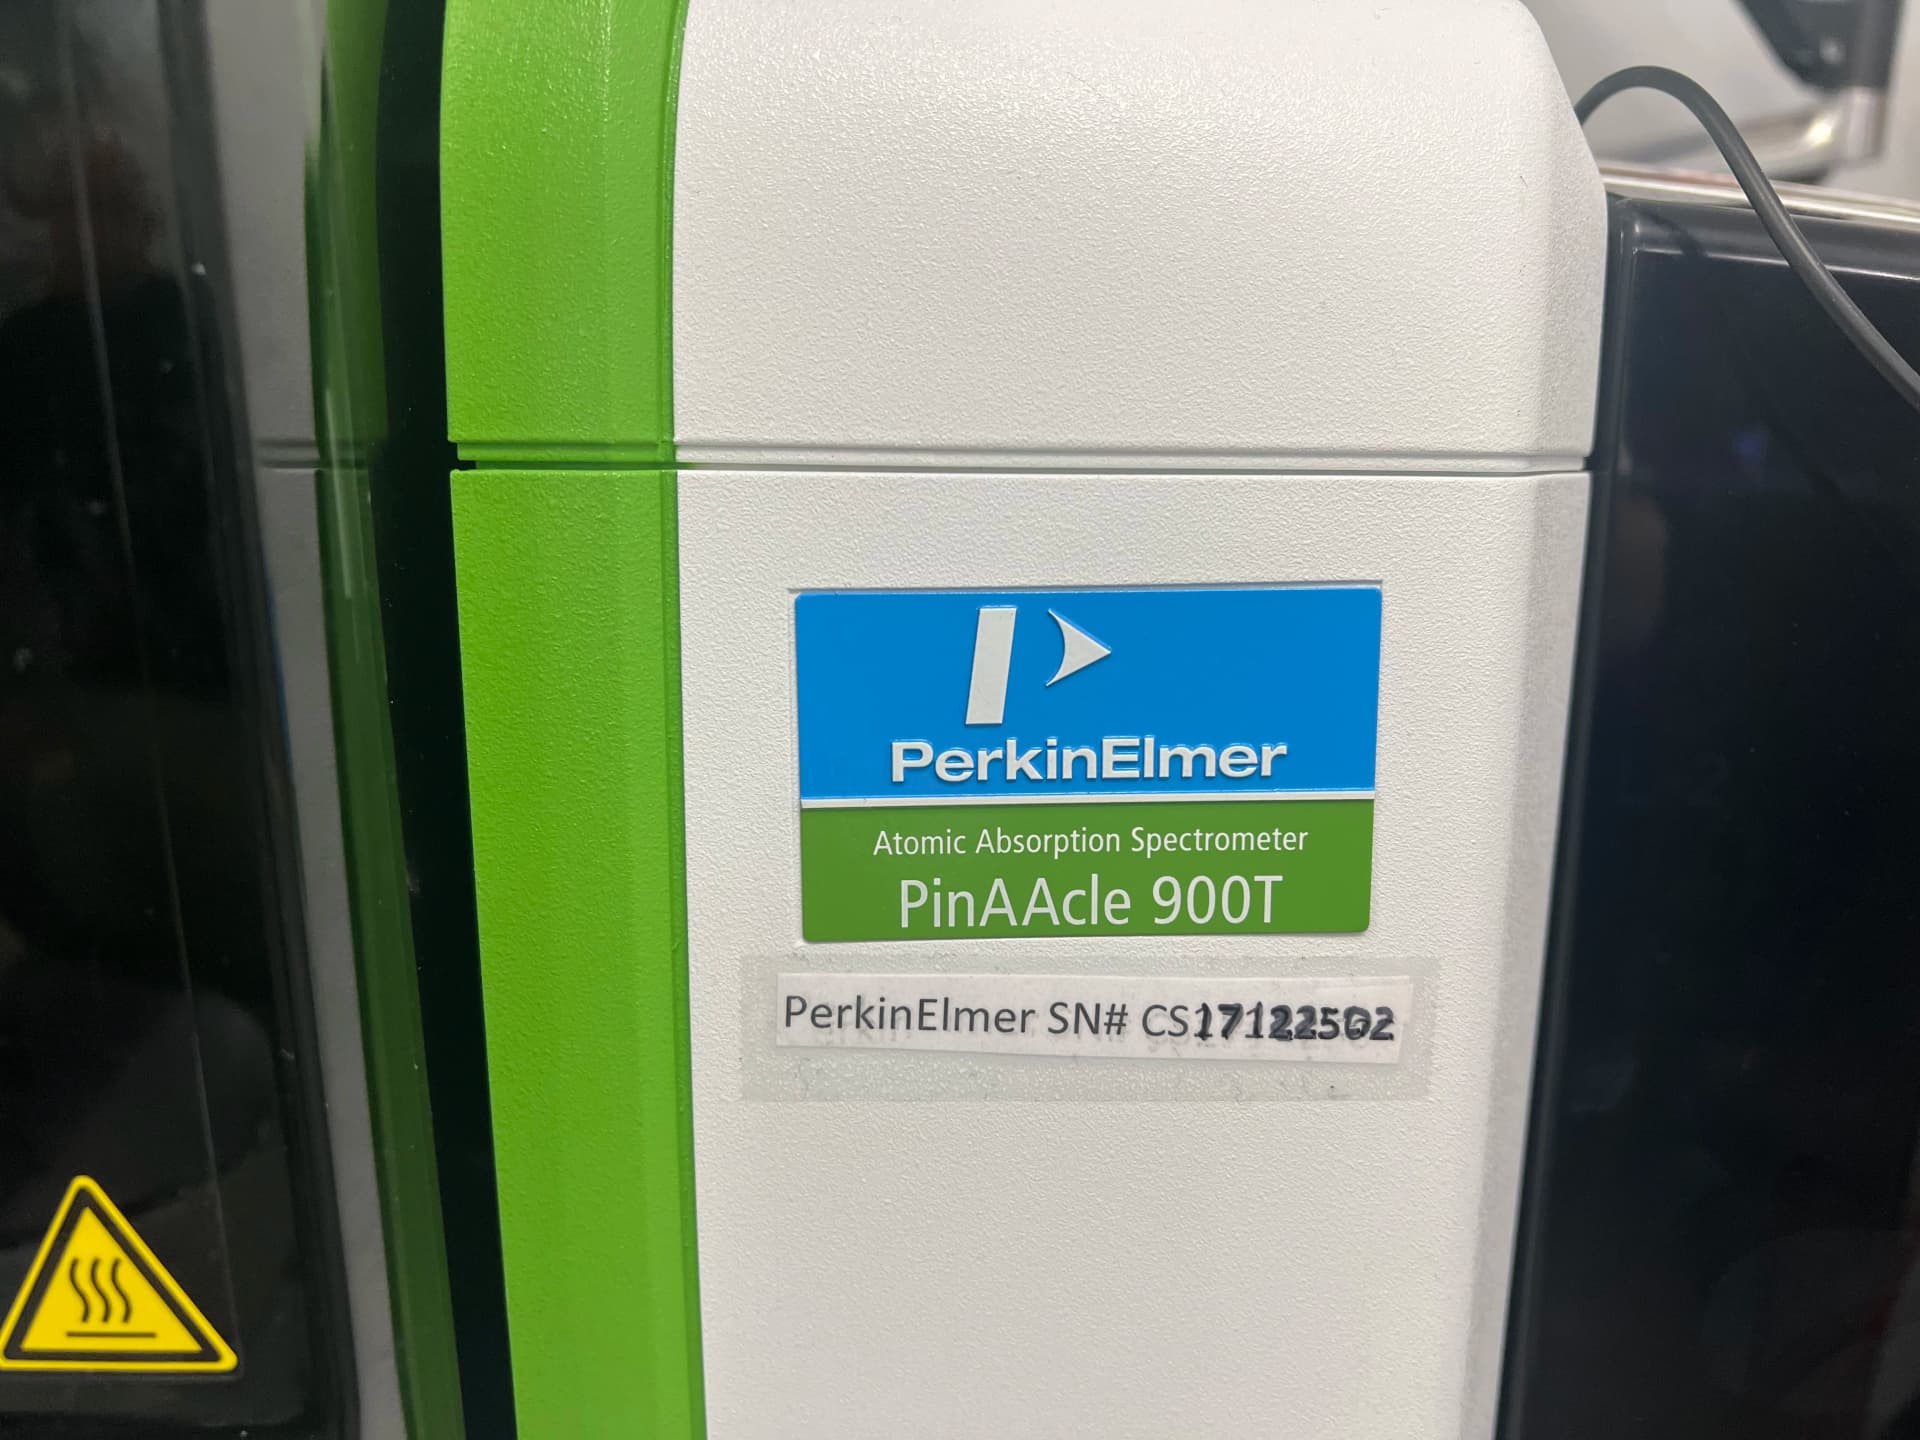 PerkinElmer
Atomic Absorption Spectrometer
PinAAcle 900T
PerkinElmer SN# CS17122502